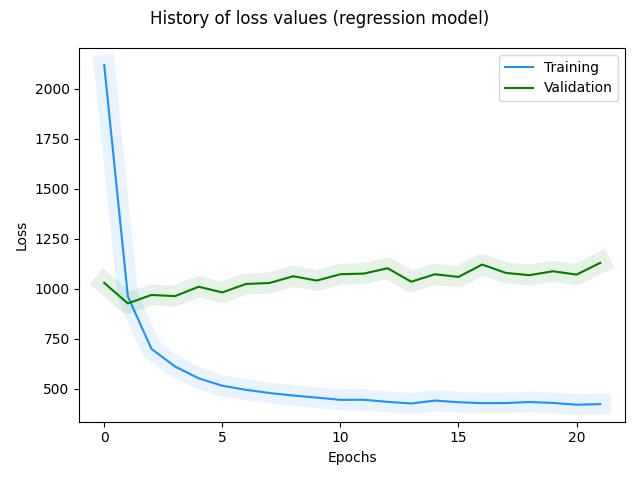 History of loss values (regression model)
Training
Validation
2000
1750
1500
1250
1000
750
500
Loss
0 5 10 15 20
Epochs